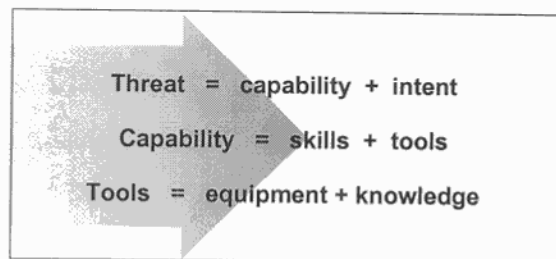 Threat = capability + intent
Capability = skills + tools
Tools = equipment + knowledge